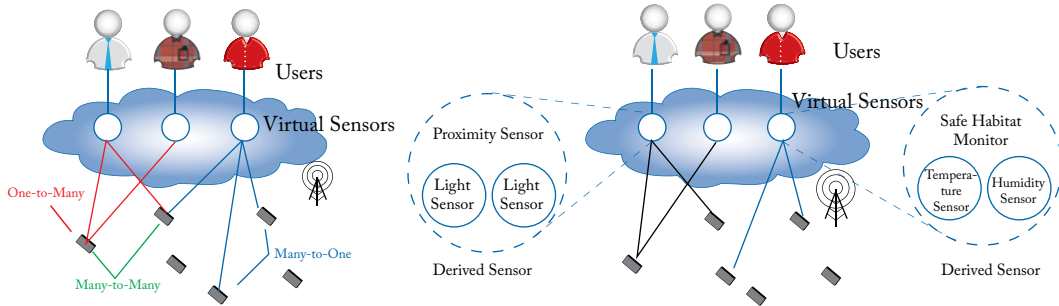 Users
Virtual Sensors
One-to-Many
Many-to-Many
Many-to-One
Proximity Sensor
Light
Sensor
Light
Sensor
Derived Sensor
Users
Virtual Sensors
Safe Habitat
Monitor
Tempera-
ture
Sensor
Humidity
Sensor
Derived Sensor